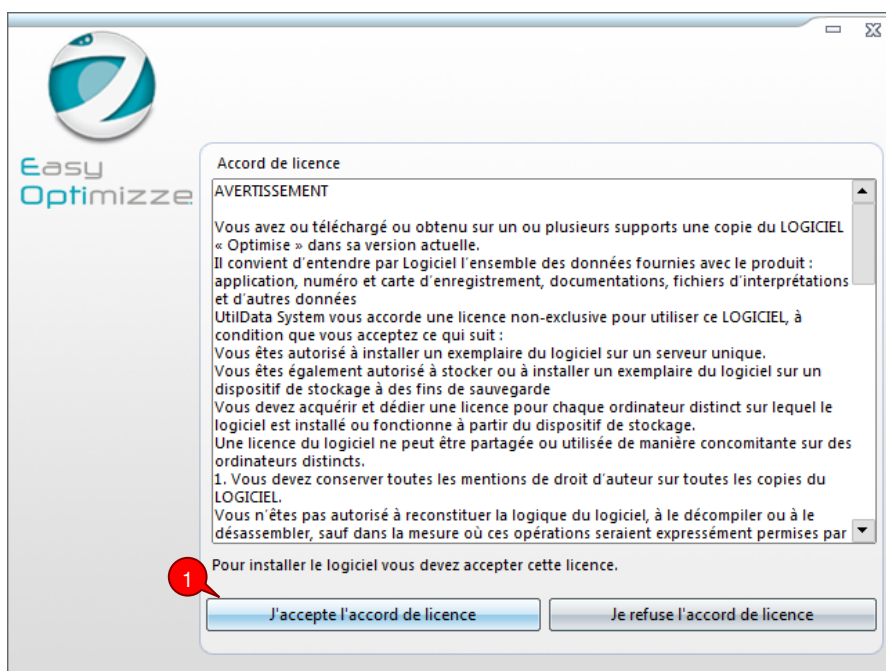 Easy
Optimizze
Accord de licence
AVERTISSEMENT
Vous avez ou téléchargé ou obtenu sur un ou plusieurs supports une copie du LOGICIEL
« Optimise » dans sa version actuelle.
Il convient d'entendre par Logiciel l'ensemble des données fournies avec le produit :
application, numéro et carte d'enregistrement, documentations, fichiers d'interprétations
et d'autres données
UtilData System vous accorde une licence non-exclusive pour utiliser ce LOGICIEL, à
condition que vous acceptez ce qui suit :
Vous êtes autorisé à installer un exemplaire du logiciel sur un serveur unique.
Vous êtes également autorisé à stocker ou à installer un exemplaire du logiciel sur un
dispositif de stockage à des fins de sauvegarde
Vous devez acquérir et dédier une licence pour chaque ordinateur distinct sur lequel le
logiciel est installé ou fonctionne à partir du dispositif de stockage.
Une licence du logiciel ne peut être partagée ou utilisée de manière concomitante sur des
ordinateurs distincts.
1. Vous devez conserver toutes les mentions de droit d'auteur sur toutes les copies du
LOGICIEL.
Vous n'êtes pas autorisé à reconstituer la logique du logiciel, à le décompiler ou à le
désassembler, sauf dans la mesure où ces opérations seraient expressément permises par
Pour installer le logiciel vous devez accepter cette licence.
1
J'accepte l'accord de licence
Je refuse l'accord de licence